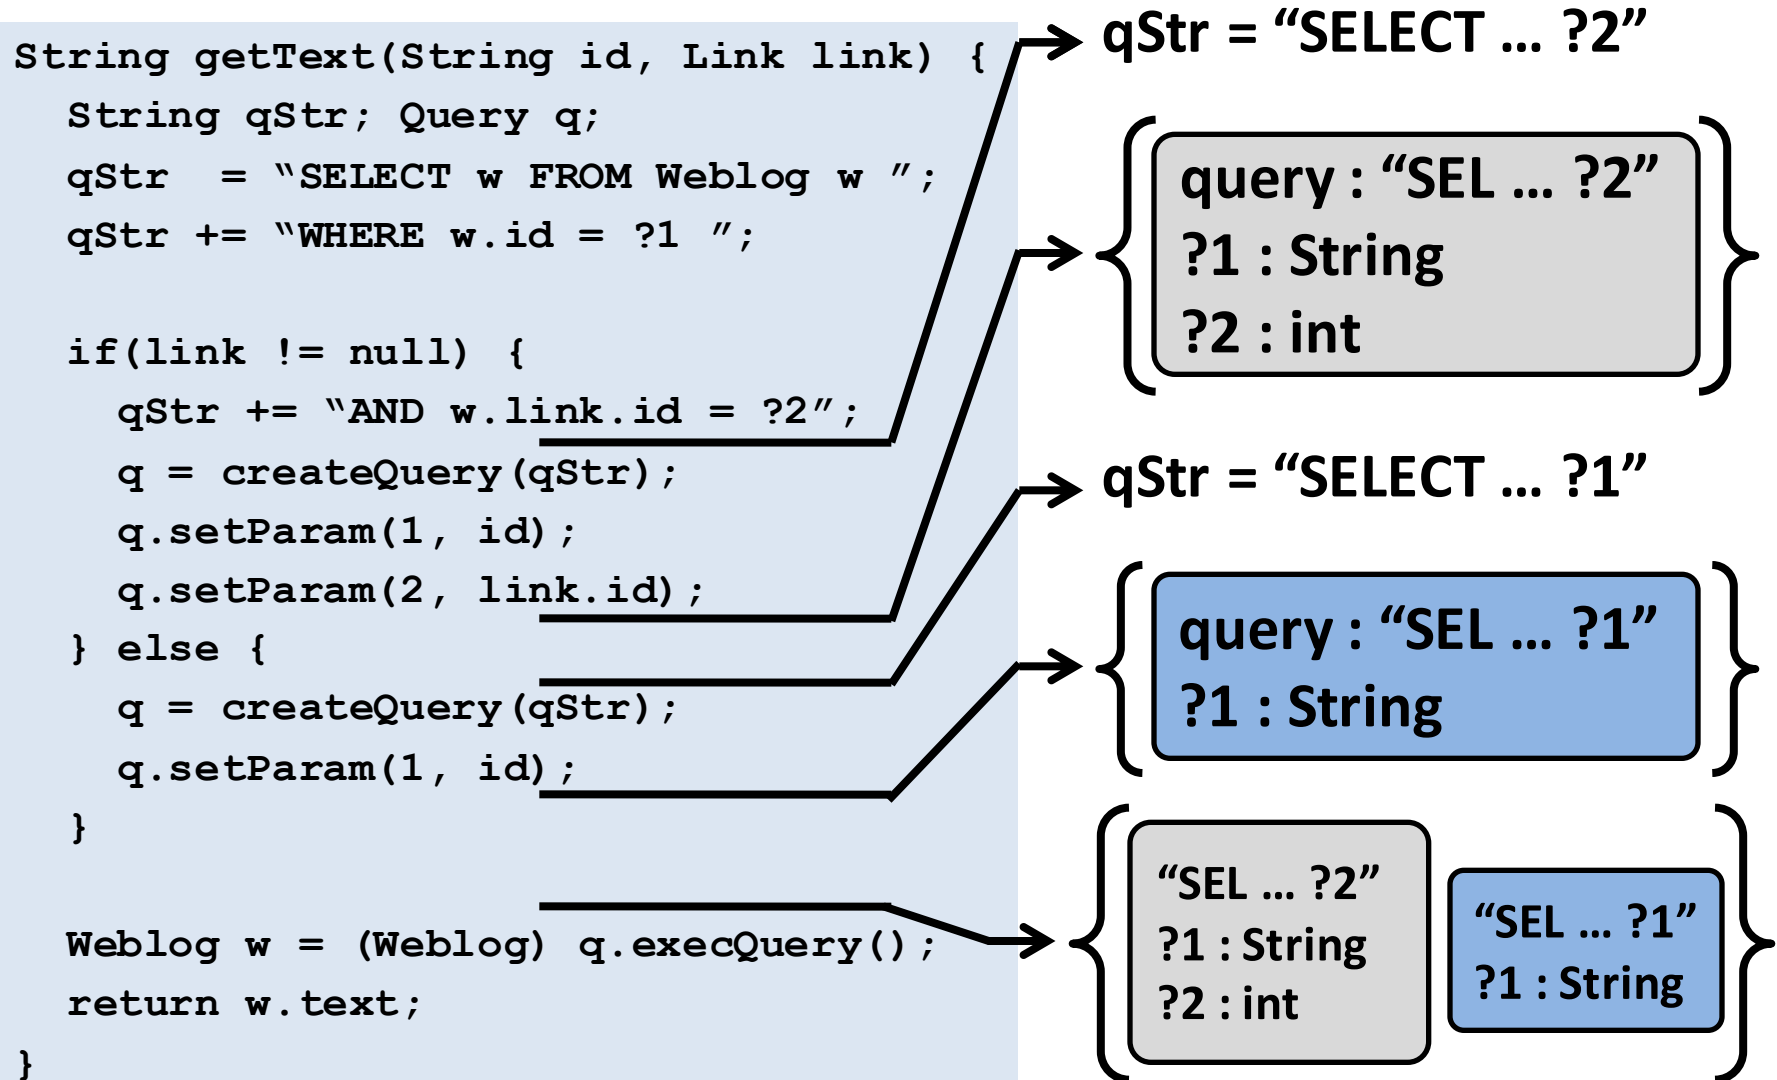 String getText(String id, Link link) {
String qStr; Query q;
qStr  = “SELECT w FROM Weblog w ”;
qStr += “WHERE w.id = ?1 ”;
if(link != null) {
qStr += “AND w.link.id = ?2”;
q = createQuery(qStr);
q.setParam(1, id);
q.setParam(2, link.id);
} else {
q = createQuery(qStr);
q.setParam(1, id);
}
Weblog w = (Weblog) q.execQuery();
return w.text;
}
qStr = “SELECT … ?2”
query : “SEL … ?2”
?1 : String
?2 : int
qStr = “SELECT … ?1”
query : “SEL … ?1”
?1 : String
“SEL … ?2”
?1 : String
?2 : int
“SEL … ?1”
?1 : String